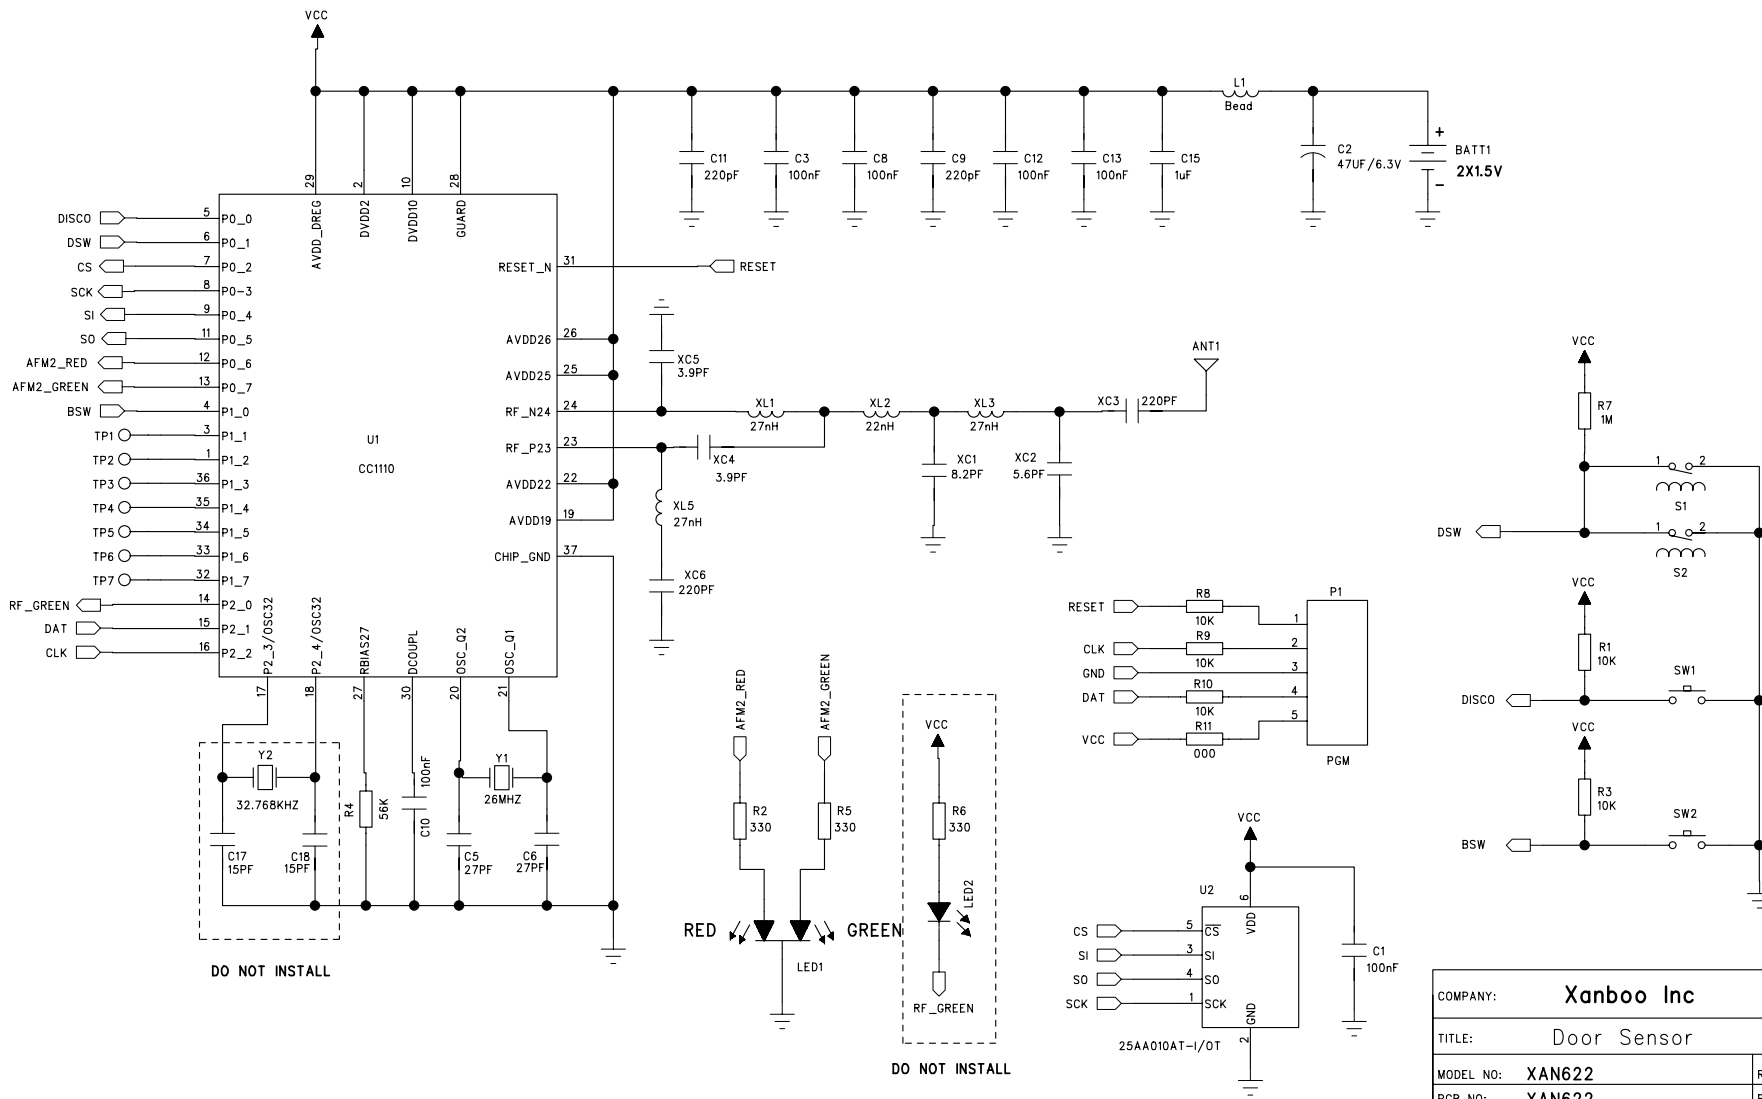 VCC
L1
Bead
C11
220pF
C3
100nF
C8
100nF
C9
220pF
C12
100nF
C13
100nF
C15
1uF
C2
47UF/6.3V
+
BATT1
2X1.5V
−
29
2
10
28
AVDD_DREG
DVDD2
DVDD10
GUARD
DISCO 5 P0_0
DSW 6 P0_1
CS 7 P0_2
SCK 8 P0-3
SI 9 P0_4
SO 11 P0_5
AFM2_RED 12 P0_6
AFM2_GREEN 13 P0_7
BSW 4 P1_0
TP1 3 P1_1
TP2 1 P1_2
TP3 36 P1_3
TP4 35 P1_4
TP5 34 P1_5
TP6 33 P1_6
TP7 32 P1_7
RF_GREEN 14 P2_0
DAT 15 P2_1
CLK 16 P2_2
U1
CC1110
RESET_N 31 RESET
AVDD26 26
AVDD25 25
RF_N24 24
RF_P23 23
AVDD22 22
AVDD19 19
CHIP_GND 37
P2_3/OSC32
P2_4/OSC32
RBIAS27
DCOUPL
OSC_Q2
OSC_Q1
17
18
27
30
20
21
XC5
3.9PF
XL1
27nH
XL2
22nH
XL3
27nH
XC3 220PF
ANT1
XC4
3.9PF
XC1
8.2PF
XC2
5.6PF
XL5
27nH
XC6
220PF
VCC
R7
1M
1 2
S1
DSW
1 2
S2
VCC
R1
10K
SW1
DISCO
VCC
R3
10K
SW2
BSW
P1
RESET R8 1
10K
CLK R9 2
10K
GND 3
DAT R10 4
10K
VCC R11 5
000
PGM
Y2
32.768KHZ
C17
15PF
C18
15PF
DO NOT INSTALL
R4
56K
100nF
C10
Y1
26MHZ
C5
27PF
C6
27PF
AFM2_RED
AFM2_GREEN
R2
330
R5
330
RED
GREEN
LED1
VCC
R6
330
LED2
RF_GREEN
DO NOT INSTALL
VCC
U2
6
VDD
CS 5 CS
SI 3 SI
SO 4 SO
SCK 1 SCK
GND
2
25AA010AT-I/OT
C1
100nF
COMPANY: Xanboo Inc
TITLE: Door Sensor
MODEL NO: XAN622 R
PCB NO: XAN622